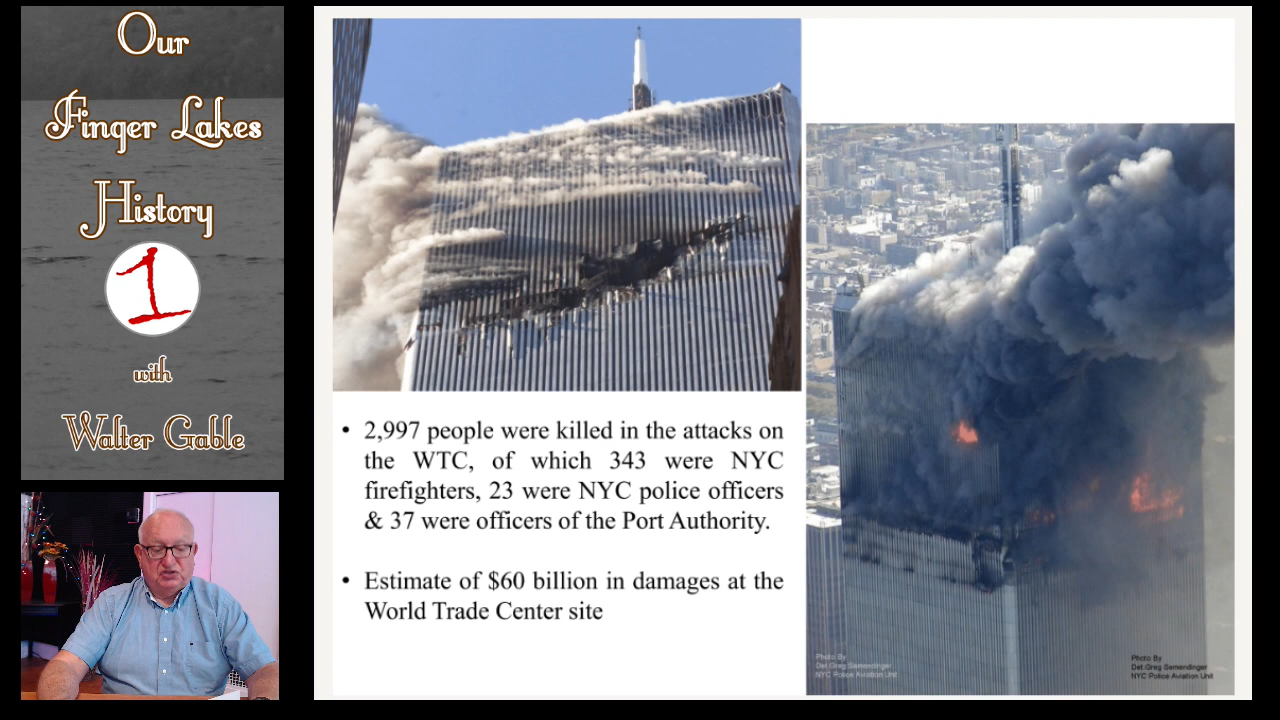 Our
Finger Lakes
History
1
with
Walter Gable
• 2,997 people were killed in the attacks on
the WTC, of which 343 were NYC
firefighters, 23 were NYC police officers
& 37 were officers of the Port Authority.
• Estimate of $60 billion in damages at the
World Trade Center site
Photo By
Det.Greg Semendinger
NYC Police Aviation Unit
Photo By
Det.Greg Semendinger
NYC Police Aviation Unit